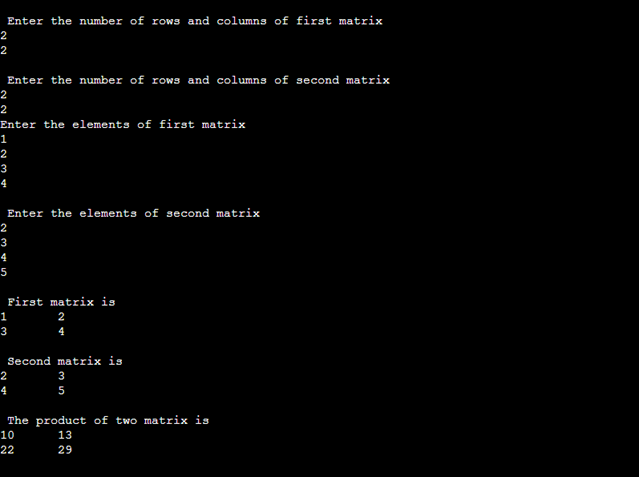 Enter the number of rows and columns of first matrix
2
2
Enter the number of rows and columns of second matrix
2
2
Enter the elements of first matrix
1
2
3
4
Enter the elements of second matrix
2
3
4
5
First matrix is
1 2
3 4
Second matrix is
2 3
4 5
The product of two matrix is
10 13
22 29